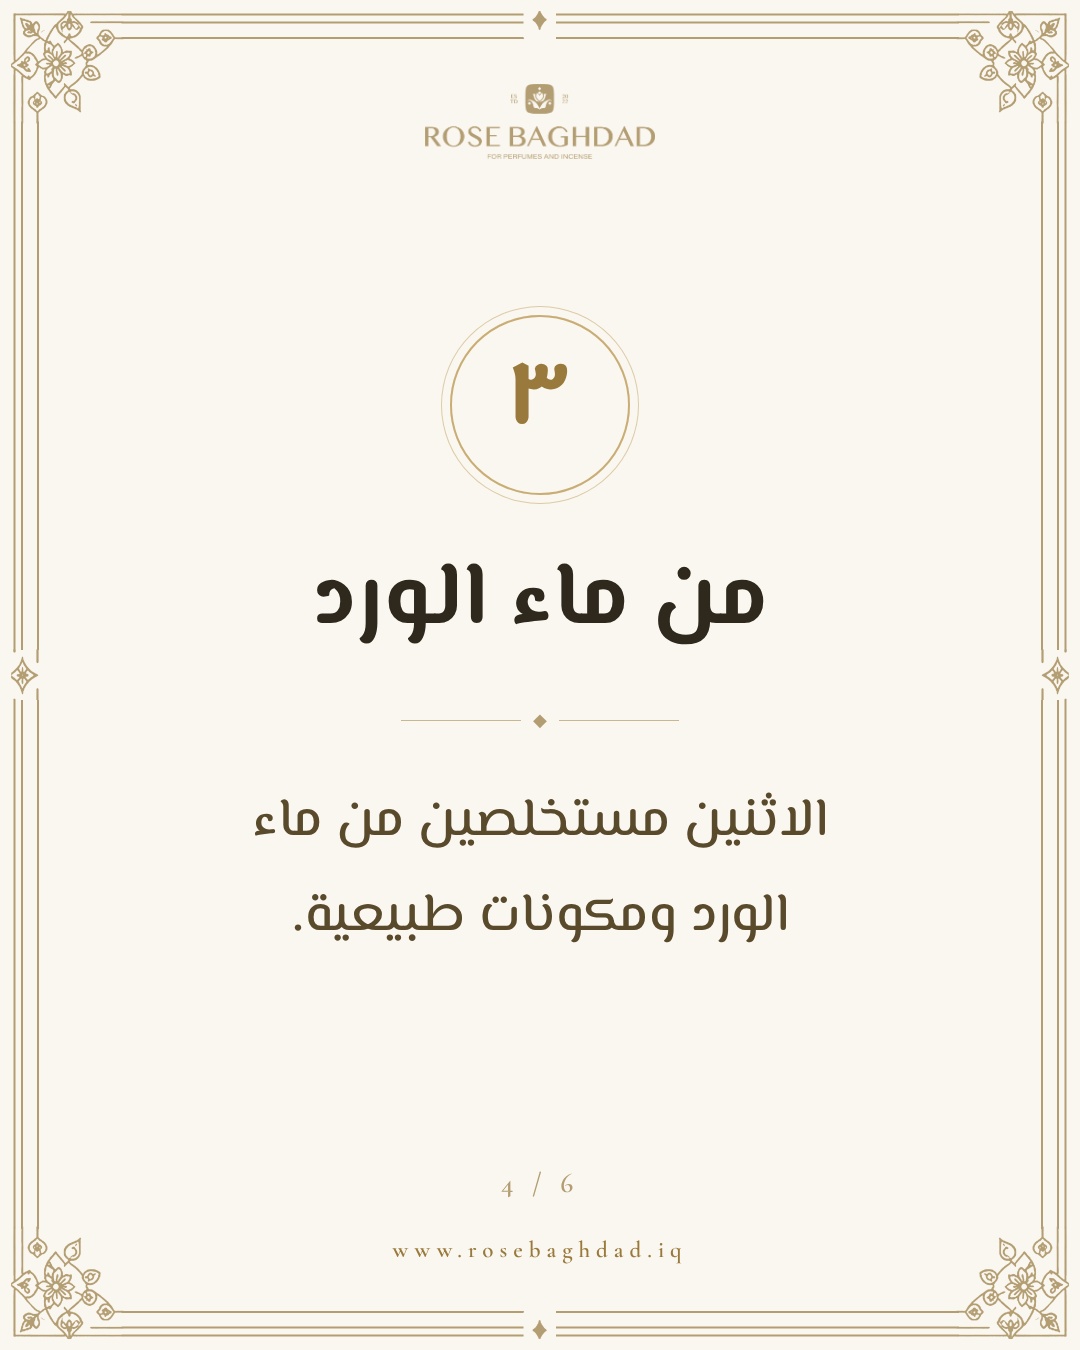 ROSE BAGHDAD
FOR PERFUMES AND INCENSE
٣
من ماء الورد
الاثنين مستخلصين من ماء
الورد ومكونات طبيعية.
4 / 6
www.rosebaghdad.iq